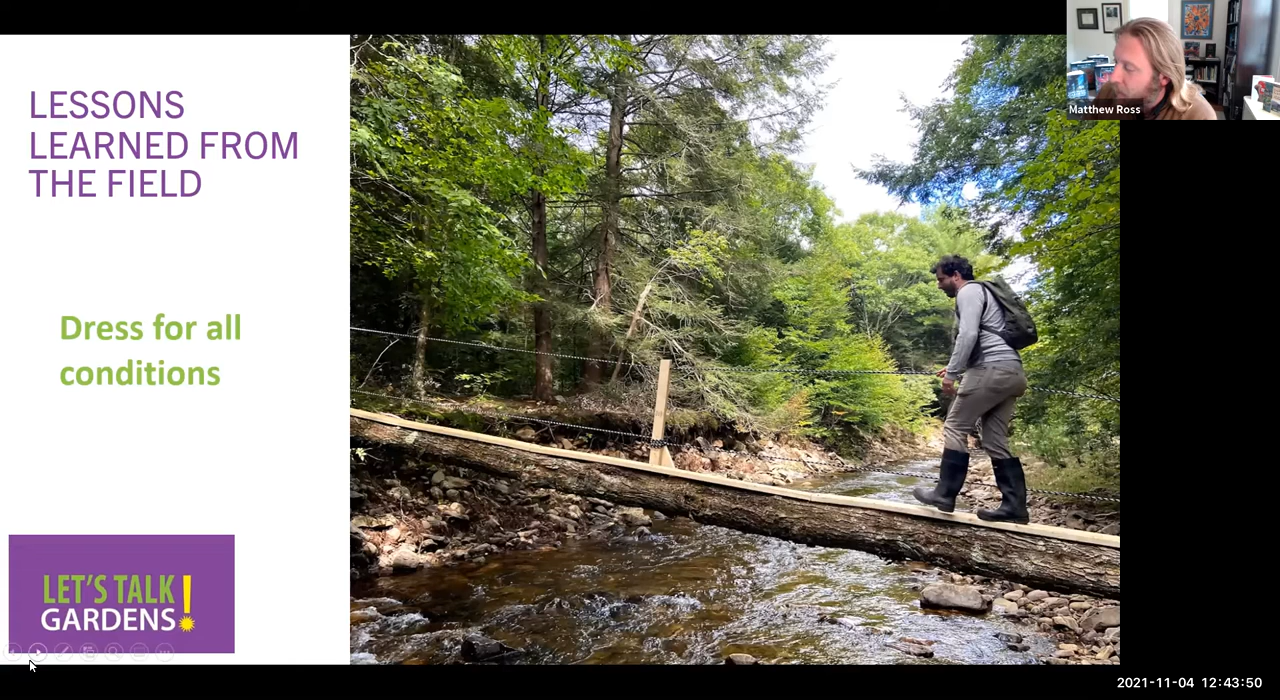 LESSONS
LEARNED FROM
THE FIELD
Dress for all
conditions
LET'S TALK
GARDENS!
Matthew Ross
2021-11-04 12:43:50